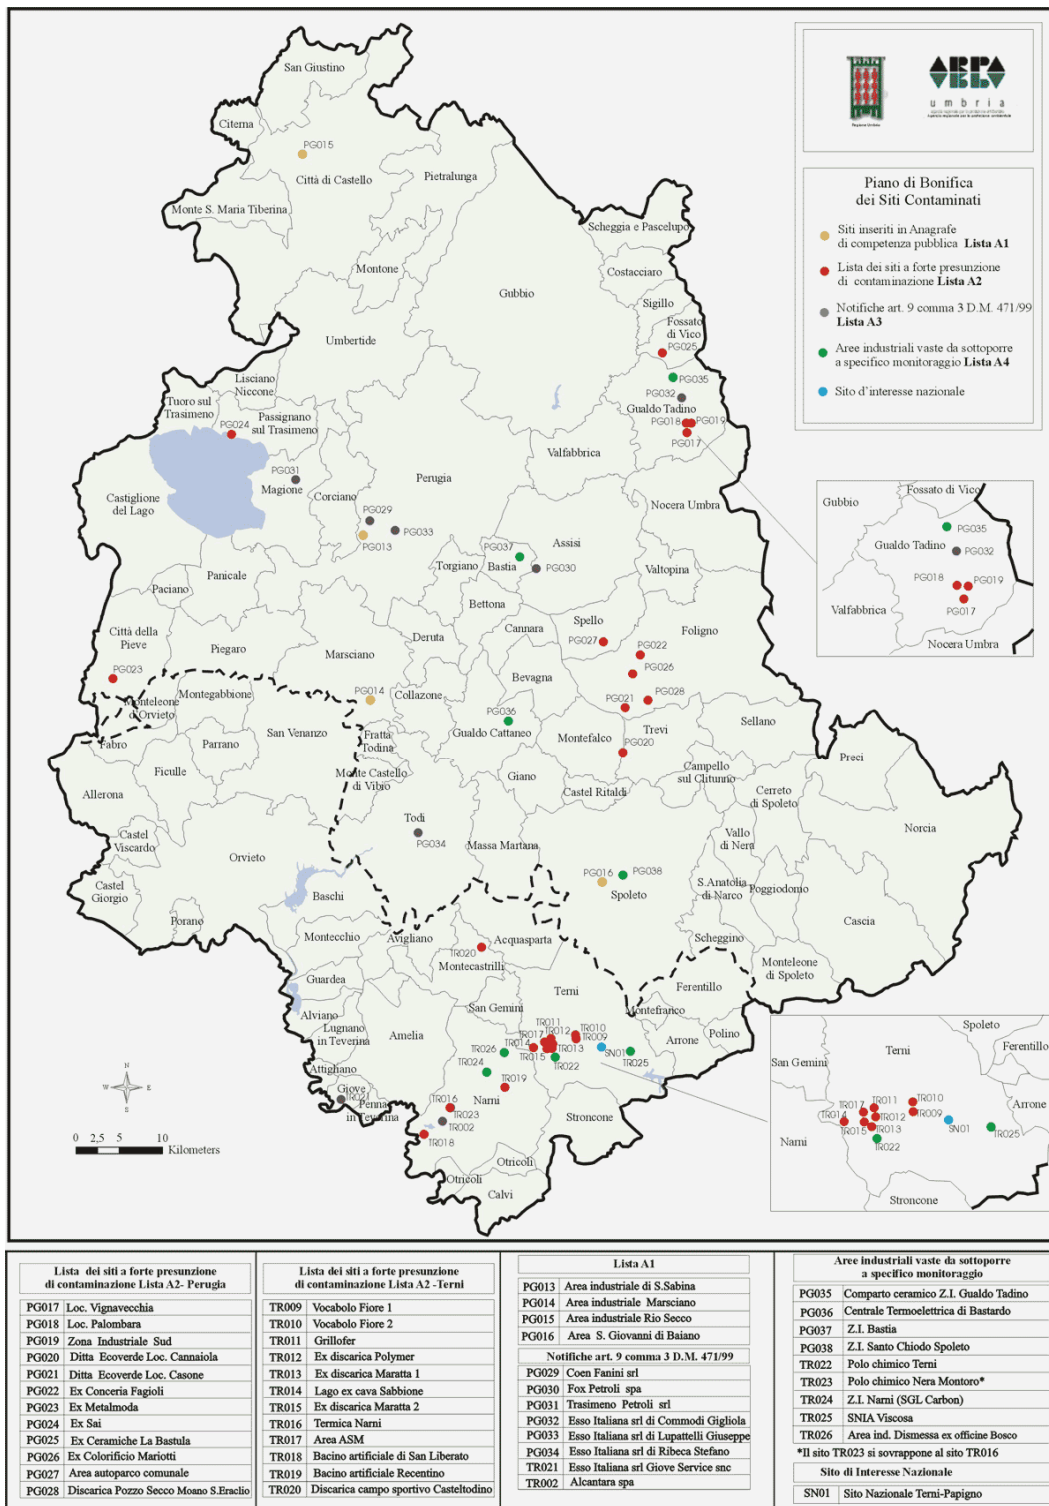 San Giustino
Citerna
PG015
Città di Castello
Pietralunga
Monte S. Maria Tiberina
Montone
Scheggia e Pascelupo
Costacciaro
Gubbio
Sigillo
Fossato
di Vico
Umbertide
PG025
Lisciano
Niccone
PG035
PG032
Tuoro sul
Trasimeno
Passignano
sul Trasimeno
Gualdo Tadino
PG024
PG018
PG019
PG017
Valfabbrica
PG031
Magione
Perugia
Castiglione
del Lago
Corciano
Nocera Umbra
PG029
PG033
PG013
Assisi
PG037
Bastia
PG030
Torgiano
Valtopina
Panicale
Paciano
Bettona
Cannara
Spello
Città della
Pieve
Deruta
PG027
Foligno
PG022
Piegaro
Marsciano
PG023
PG026
Bevagna
Montegabbione
Collazone
PG014
PG028
Monteleone
d'Orvieto
PG021
PG036
Sellano
San Venanzo
Gualdo Cattaneo
Trevi
Fabro
Parrano
Fratta
Todina
Montefalco
PG020
Preci
Ficulle
Monte Castello
di Vibio
Giano
Campello
sul Clitunno
Allerona
Castel Ritaldi
Cerreto
di Spoleto
Todi
Norcia
Castel
Viscardo
PG034
Massa Martana
Vallo
di Nera
Orvieto
PG016
PG038
S.Anatolia
di Narco
Poggiodomo
Castel
Giorgio
Baschi
Spoleto
Porano
Cascia
Montecchio
Avigliano
Acquasparta
Scheggino
TR020
Montecastrilli
Monteleone
di Spoleto
Guardea
Terni
Ferentillo
Alviano
San Gemini
Montefranco
Lugnano
in Teverina
Amelia
TR011
TR010
TR017
TR012
TR009
Polino
TR014
TR013
SN01
Arrone
TR026
TR015
TR025
Attigliano
TR024
TR022
Giove
TR021
TR019
Narni
Penna
in Teverina
TR016
TR023
Stroncone
TR002
TR018
Otricoli
Otricoli
Calvi
N
W
E
S
0 2,5 5 10
Kilometers
Regione Umbria
ARPA
umbria
Piano di Bonifica
dei Siti Contaminati
Siti inseriti in Anagrafe
di competenza pubblica Lista A1
Lista dei siti a forte presunzione
di contaminazione Lista A2
Notifiche art. 9 comma 3 D.M. 471/99
Lista A3
Aree industriali vaste da sottoporre
a specifico monitoraggio Lista A4
Sito d'interesse nazionale
Fossato di Vico
Gubbio
PG035
Gualdo Tadino
PG032
PG018
PG019
PG017
Valfabbrica
Nocera Umbra
Spoleto
Terni
Ferentillo
San Gemini
TR011
TR010
TR017
Arrone
TR014
TR012
TR009
TR015
TR013
SN01
TR025
Narni
TR022
Stroncone
Lista dei siti a forte presunzione
di contaminazione Lista A2- Perugia
PG017 Loc. Vignavecchia
PG018 Loc. Palombara
PG019 Zona Industriale Sud
PG020 Ditta Ecoverde Loc. Cannaiola
PG021 Ditta Ecoverde Loc. Casone
PG022 Ex Conceria Fagioli
PG023 Ex Metalmoda
PG024 Ex Sai
PG025 Ex Ceramiche La Bastula
PG026 Ex Colorificio Mariotti
PG027 Area autoparco comunale
PG028 Discarica Pozzo Secco Moano S.Eraclio
Lista dei siti a forte presunzione
di contaminazione Lista A2 -Terni
TR009 Vocabolo Fiore 1
TR010 Vocabolo Fiore 2
TR011 Grillofer
TR012 Ex discarica Polymer
TR013 Ex discarica Maratta 1
TR014 Lago ex cava Sabbione
TR015 Ex discarica Maratta 2
TR016 Termica Narni
TR017 Area ASM
TR018 Bacino artificiale di San Liberato
TR019 Bacino artificiale Recentino
TR020 Discarica campo sportivo Casteltodino
Lista A1
PG013 Area industriale di S.Sabina
PG014 Area industriale Marsciano
PG015 Area industriale Rio Secco
PG016 Area S. Giovanni di Baiano
Notifiche art. 9 comma 3 D.M. 471/99
PG029 Coen Fanini srl
PG030 Fox Petroli spa
PG031 Trasimeno Petroli srl
PG032 Esso Italiana srl di Commodi Gigliola
PG033 Esso Italiana srl di Lupattelli Giuseppe
PG034 Esso Italiana srl di Ribeca Stefano
TR021 Esso Italiana srl Giove Service snc
TR002 Alcantara spa
Aree industriali vaste da sottoporre
a specifico monitoraggio
PG035 Comparto ceramico Z.I. Gualdo Tadino
PG036 Centrale Termoelettrica di Bastardo
PG037 Z.I. Bastia
PG038 Z.I. Santo Chiodo Spoleto
TR022 Polo chimico Terni
TR023 Polo chimico Nera Montoro*
TR024 Z.I. Narni (SGL Carbon)
TR025 SNIA Viscosa
TR026 Area ind. Dismessa ex officine Bosco
*Il sito TR023 si sovrappone al sito TR016
Sito di Interesse Nazionale
SN01 Sito Nazionale Terni-Papigno